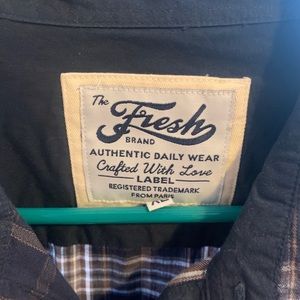 The
Fresh
BRAND
AUTHENTIC DAILY WEAR
Crafted With Love
LABEL
REGISTERED TRADEMARK
FROM PARIS